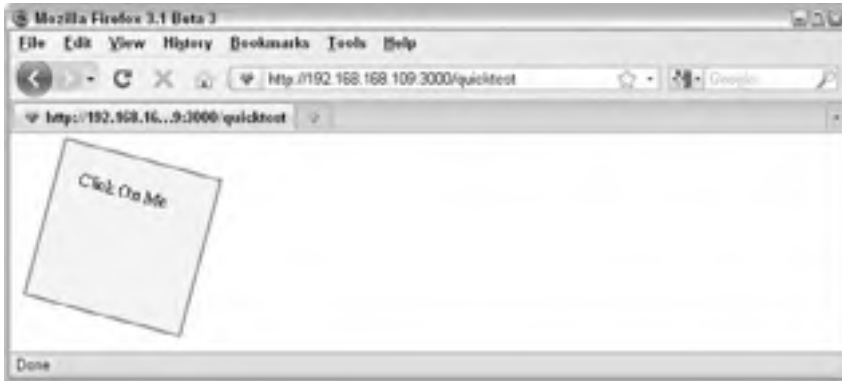 Mozilla Firefox 3.1 Beta 3
File Edit View History Bookmarks Tools Help
http://192.168.168.109:3000/quicktest
Google
http://192.168.16...9:3000/quicktest
Click On Me
Done